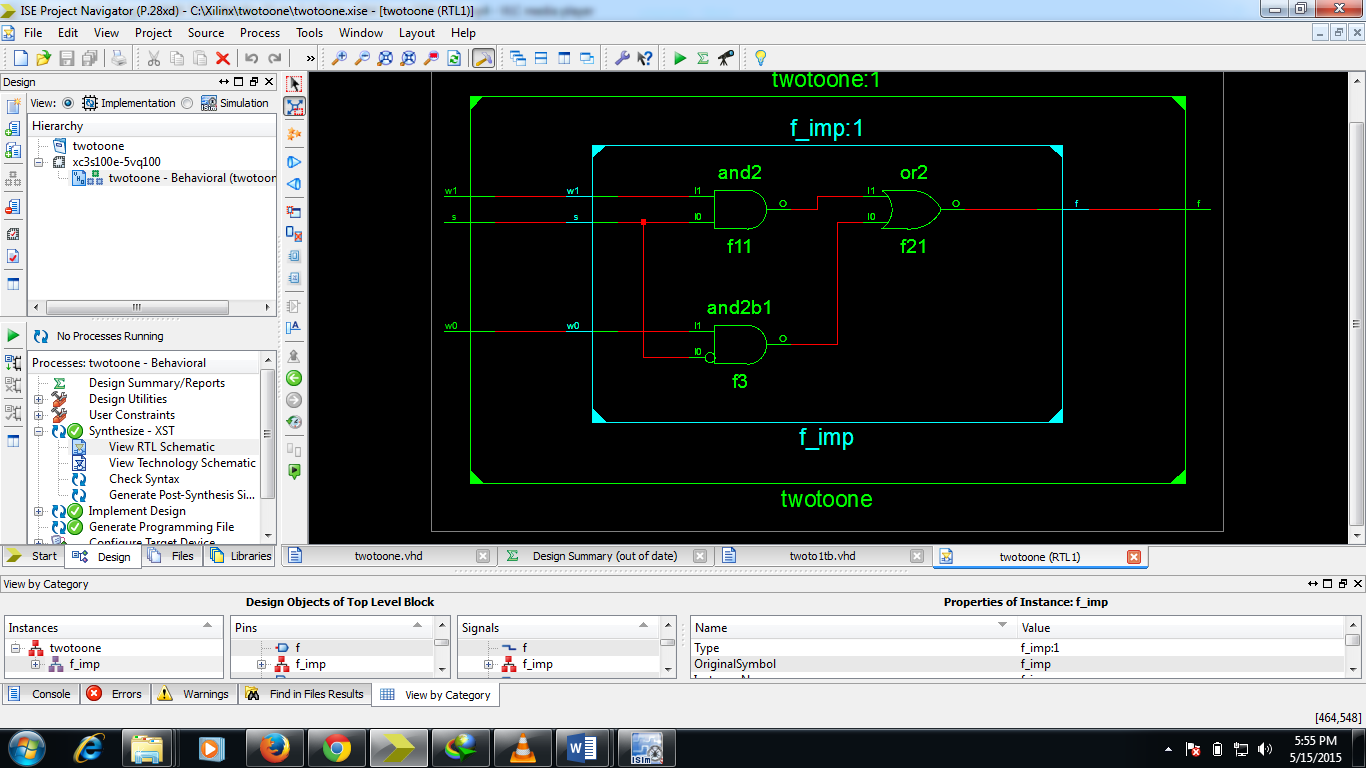 ISE Project Navigator (P.28xd) - C:\Xilinx\twotoone\twotoone.xise - [twotoone (RTL1)]
File Edit View Project Source Process Tools Window Layout Help
Design
View: Implementation Simulation
Hierarchy
twotoone
xc3s100e-5vq100
twotoone - Behavioral (twotoon
No Processes Running
Processes: twotoone - Behavioral
Design Summary/Reports
Design Utilities
User Constraints
Synthesize - XST
View RTL Schematic
View Technology Schematic
Check Syntax
Generate Post-Synthesis Si...
Implement Design
Generate Programming File
Configure Target Device
Start Design Files Libraries
twotoone:1
f_imp:1
and2 or2
w1 w1 I1 O I1 O f f
s s I0 I0
f11 f21
and2b1
w0 w0 I1 O
I0
f3
f_imp
twotoone
twotoone.vhd Design Summary (out of date) twoto1tb.vhd twotoone (RTL1)
View by Category
Design Objects of Top Level Block Properties of Instance: f_imp
Instances Pins Signals Name Value
twotoone f f Type f_imp:1
f_imp f_imp f_imp OriginalSymbol f_imp
Console Errors Warnings Find in Files Results View by Category
[464,548]
ISim
5:55 PM
5/15/2015